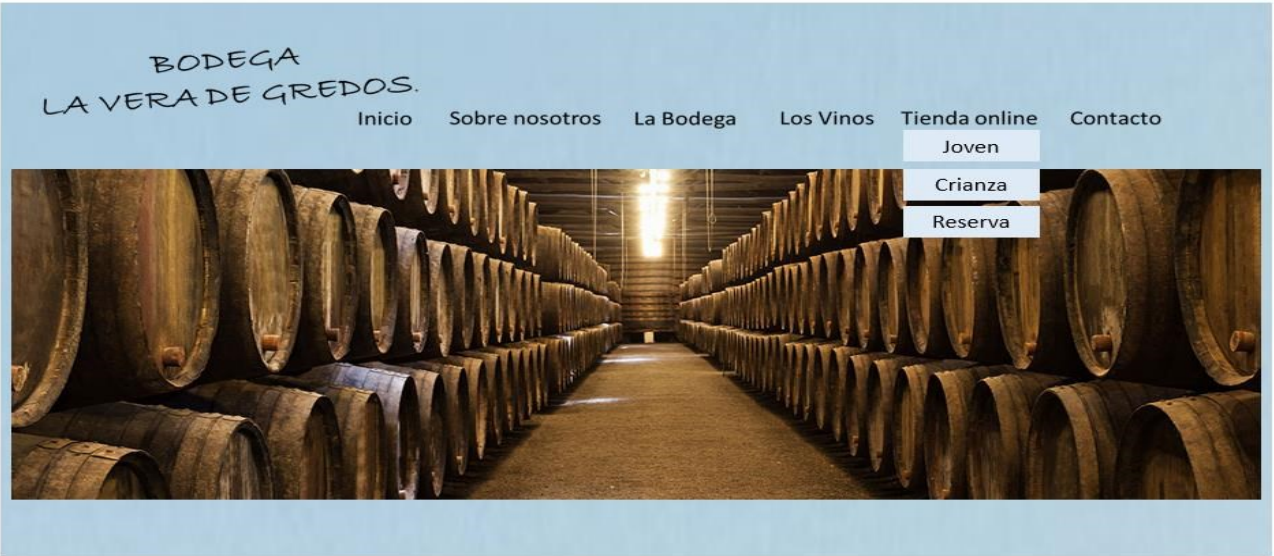 BODEGA
LA VERA DE GREDOS.
Inicio Sobre nosotros La Bodega Los Vinos Tienda online Contacto
Joven
Crianza
Reserva